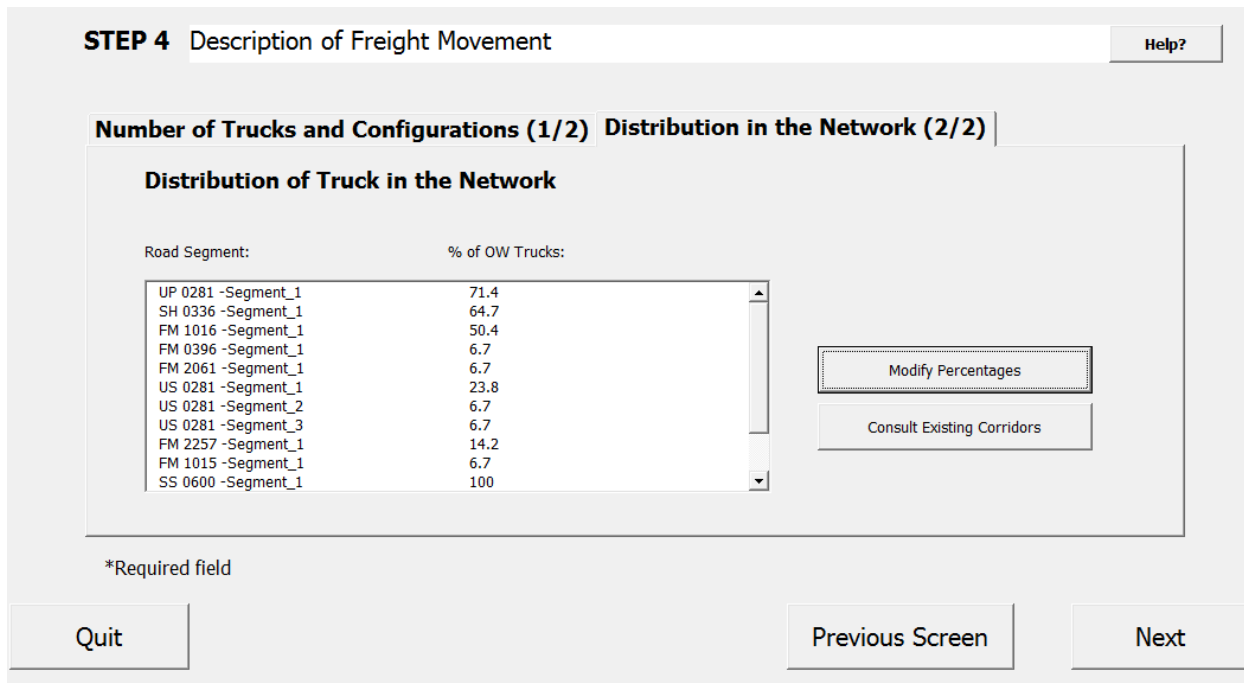 STEP 4 Description of Freight Movement Help?
Number of Trucks and Configurations (1/2) Distribution in the Network (2/2)
Distribution of Truck in the Network
Road Segment: % of OW Trucks:
UP 0281 -Segment_1 71.4
SH 0336 -Segment_1 64.7
FM 1016 -Segment_1 50.4
FM 0396 -Segment_1 6.7
FM 2061 -Segment_1 6.7
US 0281 -Segment_1 23.8
US 0281 -Segment_2 6.7
US 0281 -Segment_3 6.7
FM 2257 -Segment_1 14.2
FM 1015 -Segment_1 6.7
SS 0600 -Segment_1 100
Modify Percentages
Consult Existing Corridors
*Required field
Quit Previous Screen Next